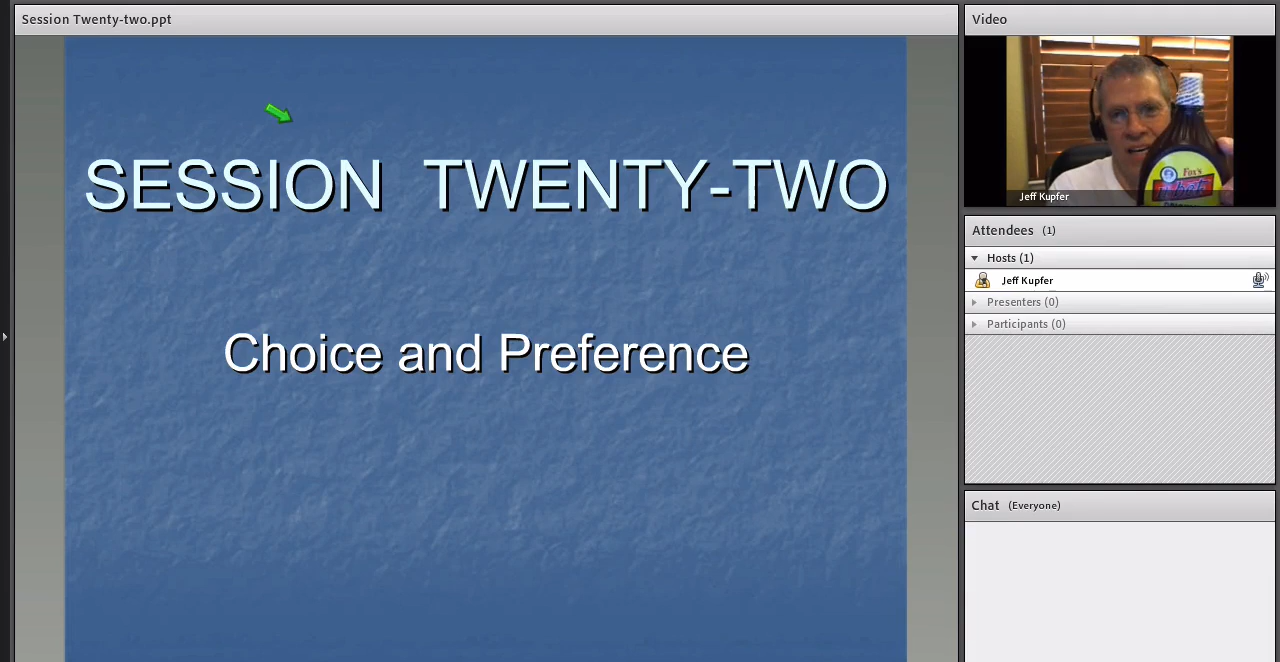 Session Twenty-two.ppt
SESSION TWENTY-TWO
Choice and Preference
Video
Fox's
Jeff Kupfer
Attendees (1)
Hosts (1)
Jeff Kupfer
Presenters (0)
Participants (0)
Chat (Everyone)